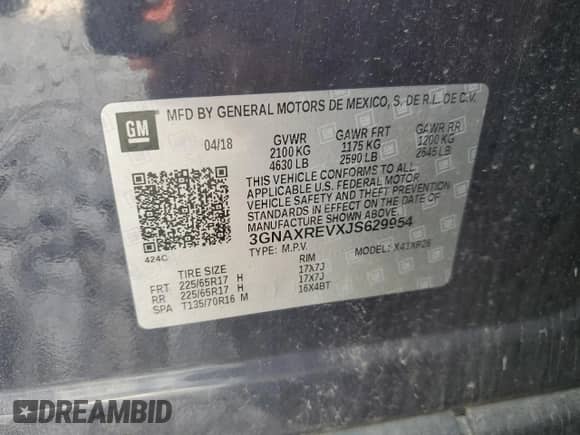 MFD BY GENERAL MOTORS DE MEXICO, S. DE R.L. DE C.V.
GM
04/18 GVWR GAWR FRT GAWR RR
2100 KG 1175 KG 1200 KG
4630 LB 2590 LB 2645 LB
THIS VEHICLE CONFORMS TO ALL
APPLICABLE U.S. FEDERAL MOTOR
VEHICLE SAFETY AND THEFT PREVENTION
STANDARDS IN EFFECT ON THE DATE OF
MANUFACTURE SHOWN ABOVE.
3GNAXREVXJS629954
424C TYPE: M.P.V. MODEL:
TIRE SIZE RIM
FRT 225/65R17 H 17X7J
RR 225/65R17 H 17X7J
SPA T135/70R16 M 16X4BT
DREAMBID